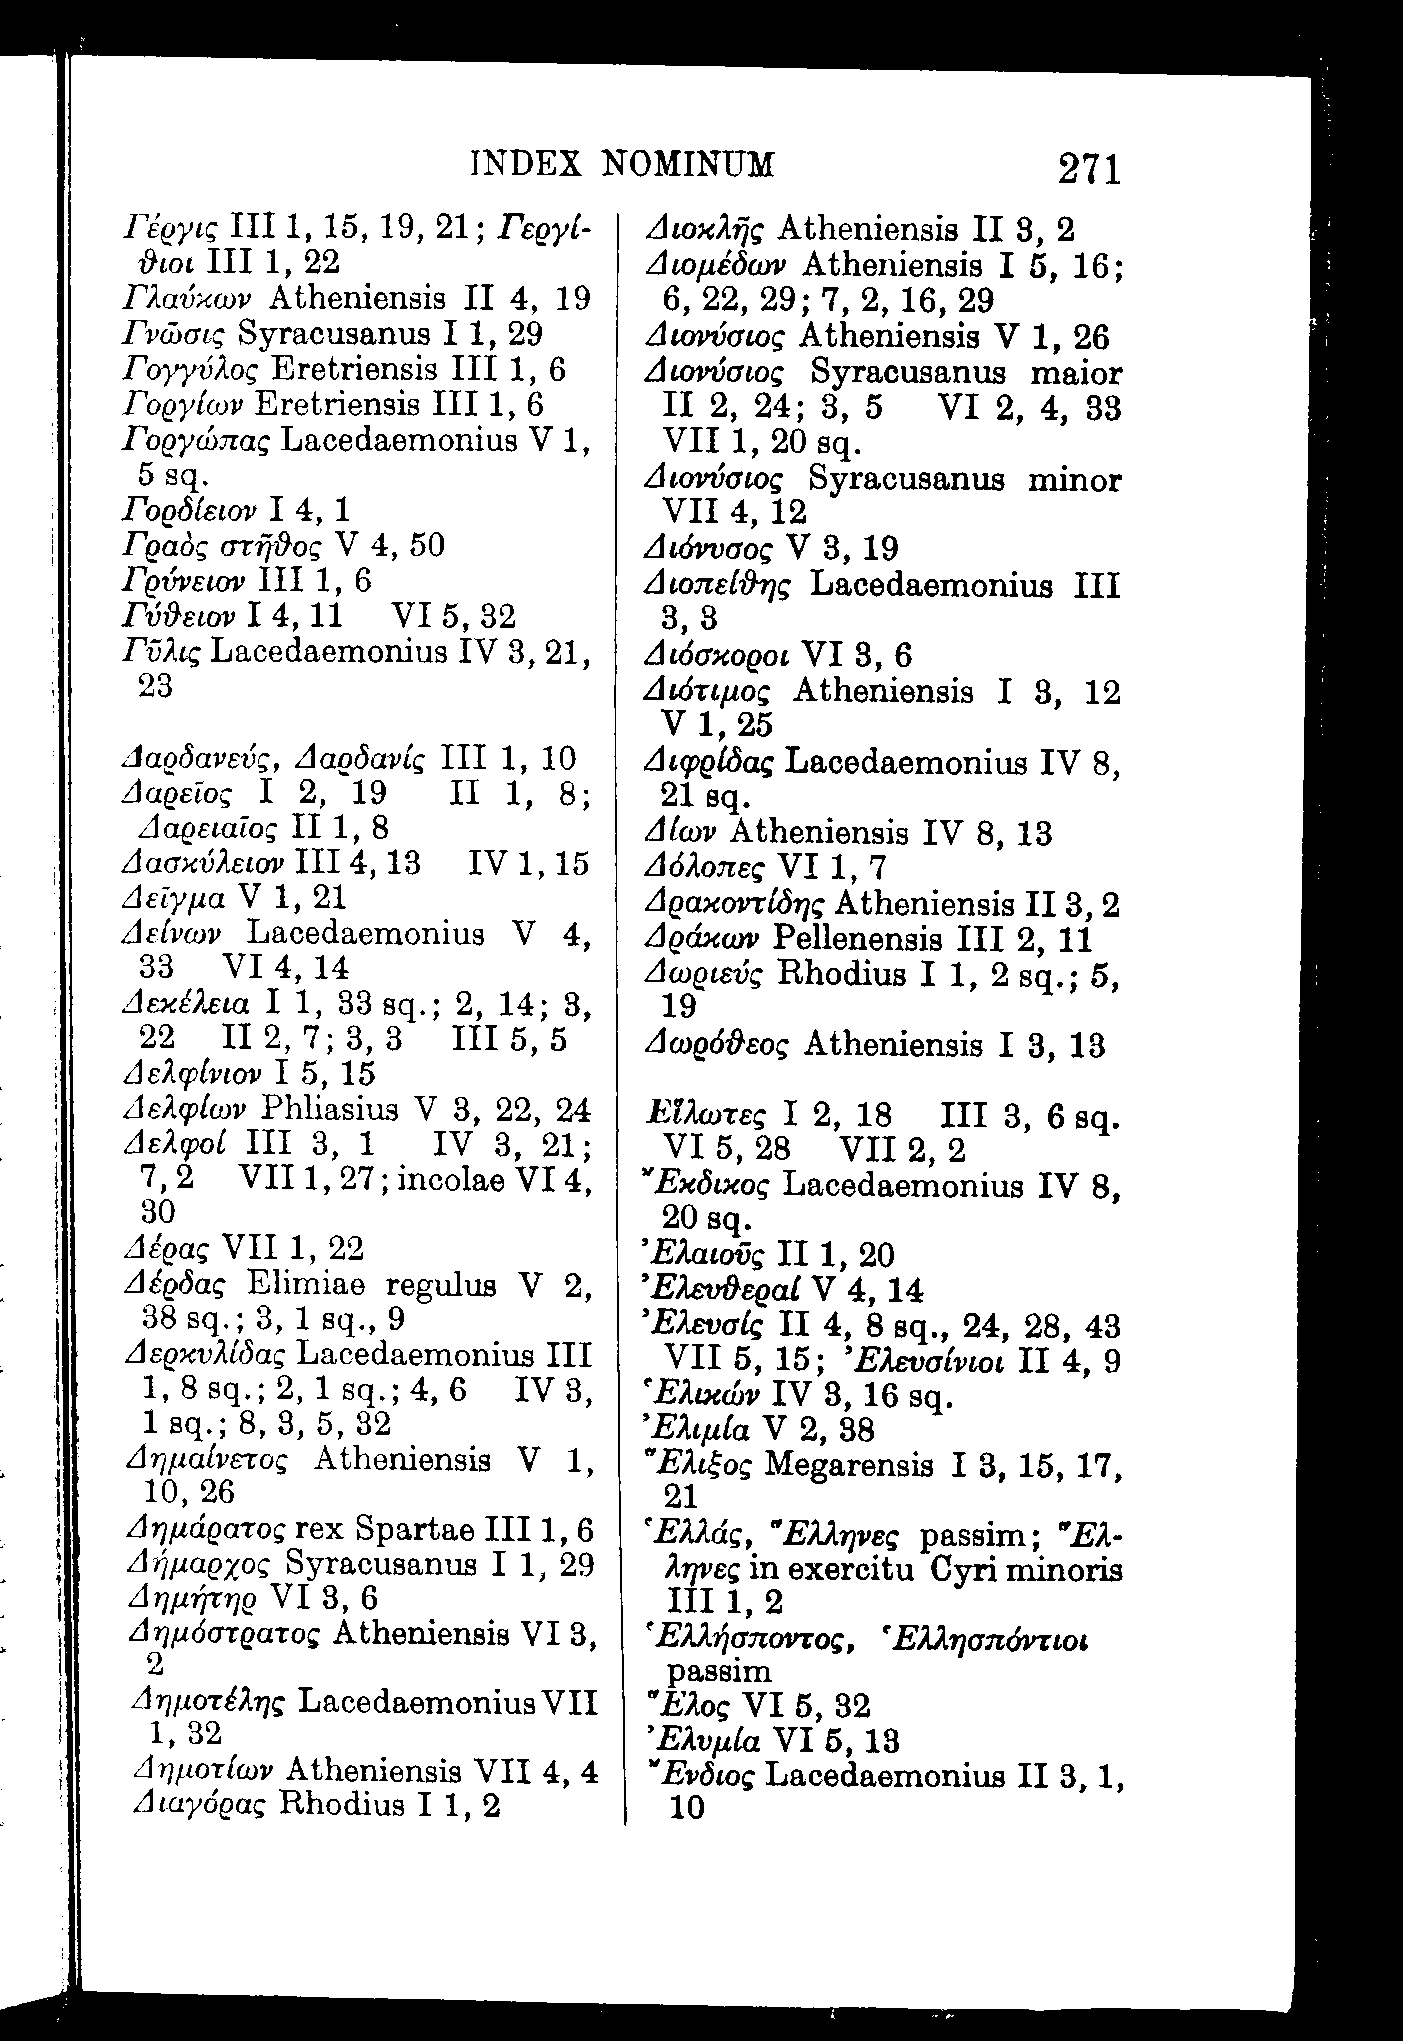 INDEX NOMINUM 271
Γέργις III 1, 15, 19, 21; Γεργί-
θιοι III 1, 22
Γλαύκων Atheniensis II 4, 19
Γνῶσις Syracusanus I 1, 29
Γογγύλος Eretriensis III 1, 6
Γοργίων Eretriensis III 1, 6
Γοργώπας Lacedaemonius V 1,
5 sq.
Γορδίειον I 4, 1
Γραὸς στῆθος V 4, 50
Γρύνειον III 1, 6
Γύθειον I 4, 11 VI 5, 32
Γῦλις Lacedaemonius IV 3, 21,
23
Δαρδανεύς, Δαρδανίς III 1, 10
Δαρεῖος I 2, 19 II 1, 8;
Δαρειαῖος II 1, 8
Δασκύλειον III 4, 13 IV 1, 15
Δεῖγμα V 1, 21
Δείνων Lacedaemonius V 4,
33 VI 4, 14
Δεκέλεια I 1, 33 sq.; 2, 14; 3,
22 II 2, 7; 3, 3 III 5, 5
Δελφίνιον I 5, 15
Δελφίων Phliasius V 3, 22, 24
Δελφοί III 3, 1 IV 3, 21;
7, 2 VII 1, 27; incolae VI 4,
30
Δέρας VII 1, 22
Δέρδας Elimiae regulus V 2,
38 sq.; 3, 1 sq., 9
Δερκυλίδας Lacedaemonius III
1, 8 sq.; 2, 1 sq.; 4, 6 IV 3,
1 sq.; 8, 3, 5, 32
Δημαίνετος Atheniensis V 1,
10, 26
Δημάρατος rex Spartae III 1, 6
Δήμαρχος Syracusanus I 1, 29
Δημήτηρ VI 3, 6
Δημόστρατος Atheniensis VI 3,
2
Δημοτέλης Lacedaemonius VII
1, 32
Δημοτίων Atheniensis VII 4, 4
Διαγόρας Rhodius I 1, 2
Διοκλῆς Atheniensis II 3, 2
Διομέδων Atheniensis I 5, 16;
6, 22, 29; 7, 2, 16, 29
Διονύσιος Atheniensis V 1, 26
Διονύσιος Syracusanus maior
II 2, 24; 3, 5 VI 2, 4, 33
VII 1, 20 sq.
Διονύσιος Syracusanus minor
VII 4, 12
Διόνυσος V 3, 19
Διοπείθης Lacedaemonius III
3, 3
Διόσκοροι VI 3, 6
Διότιμος Atheniensis I 3, 12
V 1, 25
Διφρίδας Lacedaemonius IV 8,
21 sq.
Δίων Atheniensis IV 8, 13
Δόλοπες VI 1, 7
Δρακοντίδης Atheniensis II 3, 2
Δράκων Pellenensis III 2, 11
Δωριεύς Rhodius I 1, 2 sq.; 5,
19
Δωρόθεος Atheniensis I 3, 13
Εἵλωτες I 2, 18 III 3, 6 sq.
VI 5, 28 VII 2, 2
Ἔκδικος Lacedaemonius IV 8,
20 sq.
Ἐλαιοῦς II 1, 20
Ἐλευθεραί V 4, 14
Ἐλευσίς II 4, 8 sq., 24, 28, 43
VII 5, 15; Ἐλευσίνιοι II 4, 9
Ἑλικών IV 3, 16 sq.
Ἐλιμία V 2, 38
Ἕλιξος Megarensis I 3, 15, 17,
21
Ἑλλάς, Ἕλληνες passim; Ἕλ-
ληνες in exercitu Cyri minoris
III 1, 2
Ἑλλήσποντος, Ἑλλησπόντιοι
passim
Ἕλος VI 5, 32
Ἐλυμία VI 5, 13
Ἔνδιος Lacedaemonius II 3, 1,
10